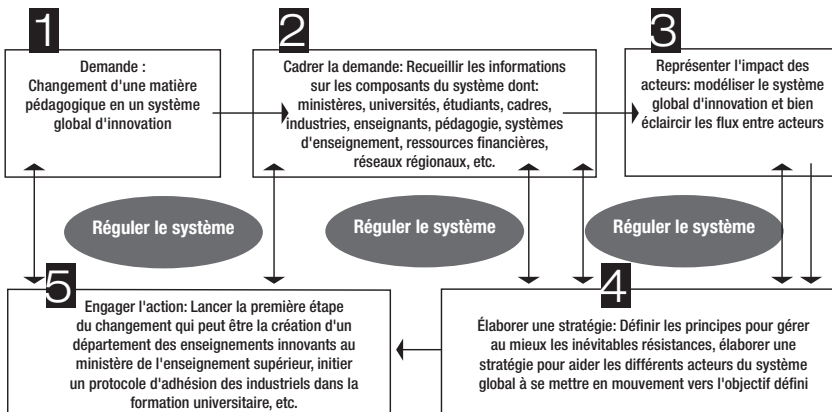 1
Demande :
Changement d'une matière
pédagogique en un système
global d'innovation
2
Cadrer la demande: Recueillir les informations
sur les composants du système dont:
ministères, universités, étudiants, cadres,
industries, enseignants, pédagogie, systèmes
d'enseignement, ressources financières,
réseaux régionaux, etc.
3
Représenter l'impact des
acteurs: modéliser le système
global d'innovation et bien
éclaircir les flux entre acteurs
Réguler le système
Réguler le système
Réguler le système
5
Engager l'action: Lancer la première étape
du changement qui peut être la création d'un
département des enseignements innovants au
ministère de l'enseignement supérieur, initier
un protocole d'adhésion des industriels dans la
formation universitaire, etc.
4
Élaborer une stratégie: Définir les principes pour gérer
au mieux les inévitables résistances, élaborer une
stratégie pour aider les différents acteurs du système
global à se mettre en mouvement vers l'objectif défini